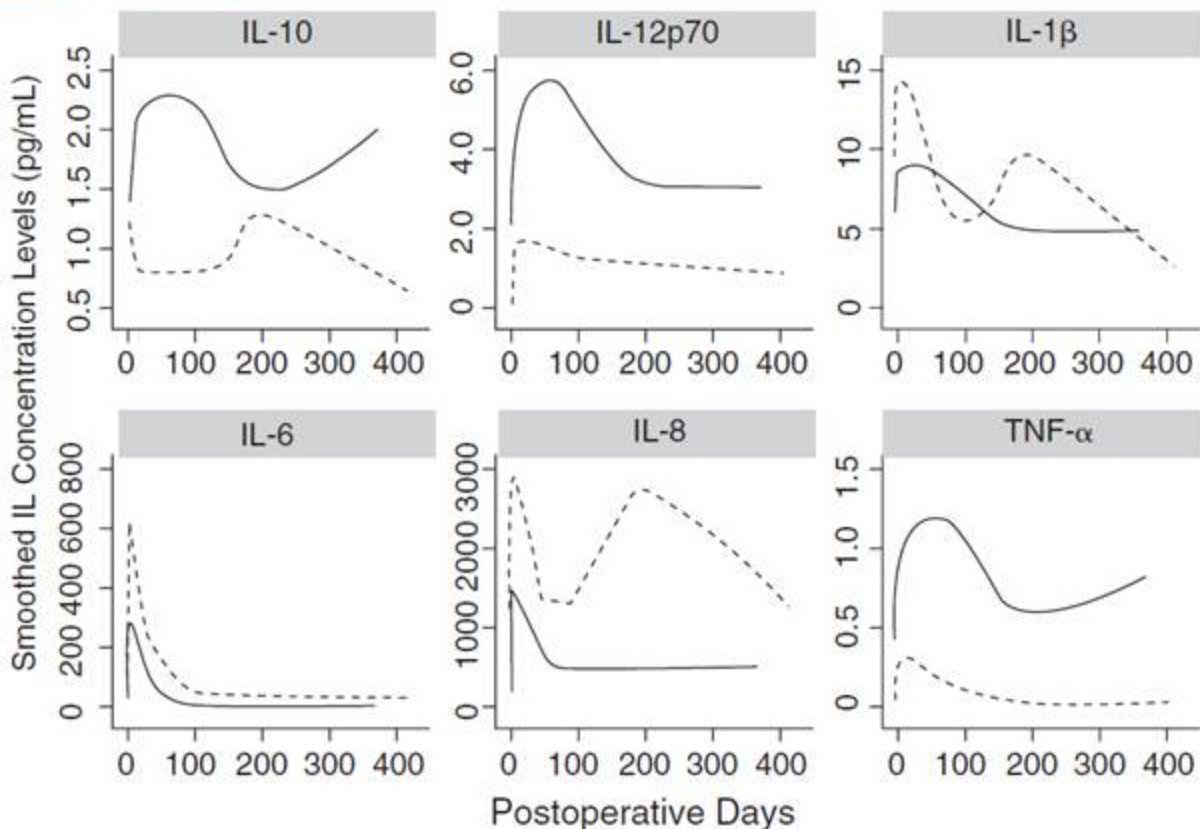 Smoothed IL Concentration Levels (pg/mL)
IL-10
2.5
2.0
1.5
1.0
0.5
0 100 200 300 400
IL-12p70
6.0
4.0
2.0
0
0 100 200 300 400
IL-1β
15
10
5
0
0 100 200 300 400
IL-6
800
600
400
200
0
0 100 200 300 400
IL-8
3000
2000
1000
0
0 100 200 300 400
TNF-α
1.5
1.0
0.5
0
0 100 200 300 400
Postoperative Days